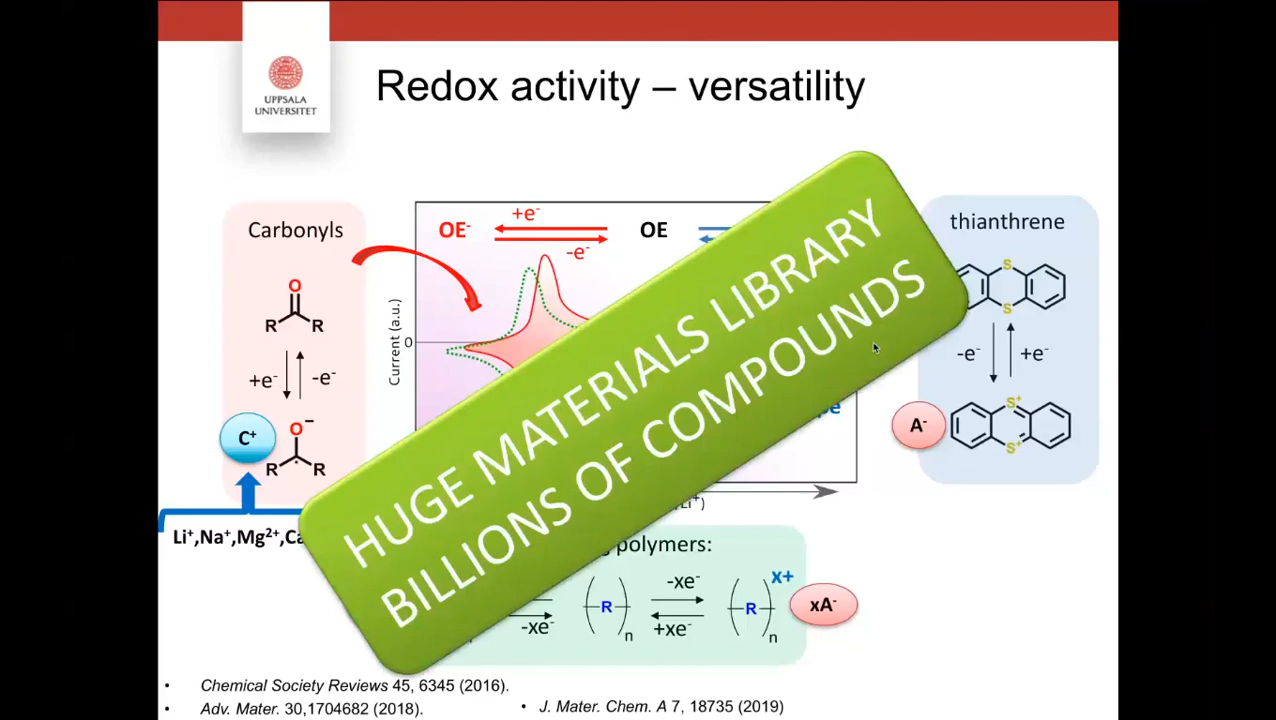 UPPSALA
UNIVERSITET
Redox activity – versatility
Carbonyls
O
R R
+e⁻ -e⁻
C⁺
O⁻
R R
Li⁺,Na⁺,Mg²⁺,Ca
OE⁻ +e⁻ OE
-e⁻
Current (a.u.)
0
thianthrene
S
S
-e⁻ +e⁻
A⁻
S⁺
S⁺
HUGE MATERIALS LIBRARY
BILLIONS OF COMPOUNDS
polymers:
-xe⁻ R n -xe⁻ +xe⁻ R n x+
xA⁻
• Chemical Society Reviews 45, 6345 (2016).
• Adv. Mater. 30,1704682 (2018).
• J. Mater. Chem. A 7, 18735 (2019)